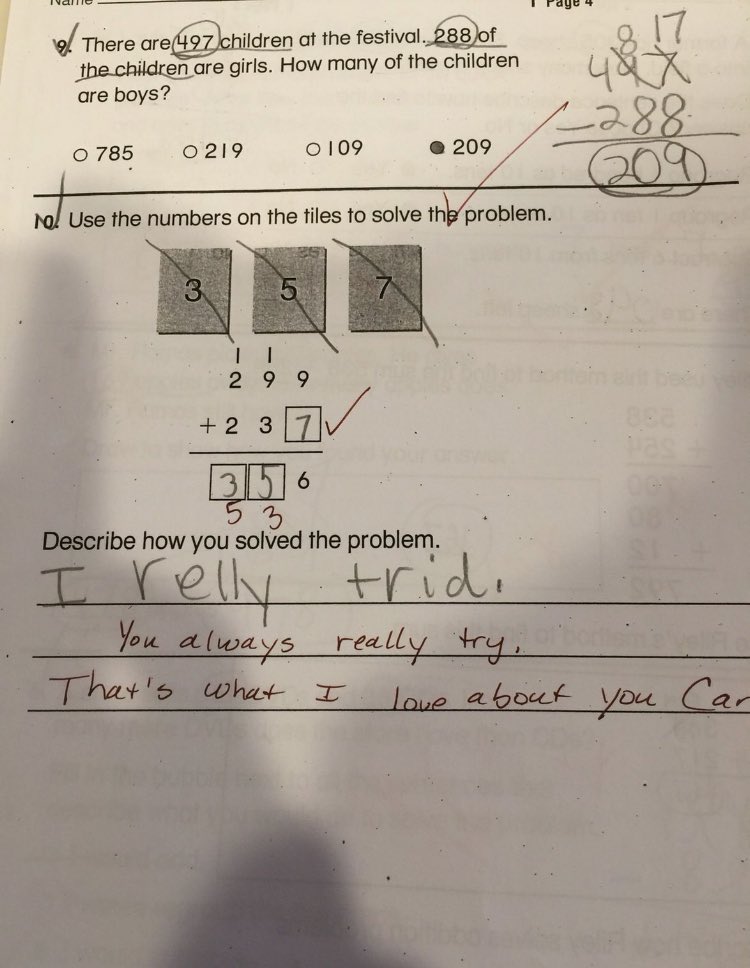 Name
1 Page 4
9. There are 497 children at the festival. 288 of
the children are girls. How many of the children
are boys?
785 219 109 209
8 17
497
-288
209
10. Use the numbers on the tiles to solve the problem.
3 5 7
1 1
2 9 9
+ 2 3 7
3 5 6
5 3
Describe how you solved the problem.
I relly trid.
You always really try.
That's what I love about you Car